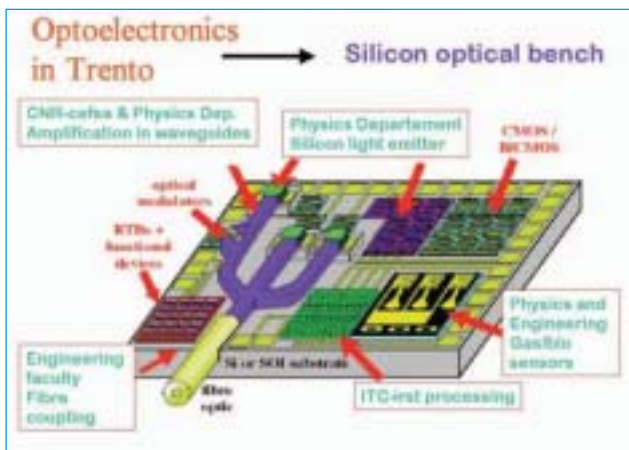 Optoelectronics
in Trento
Silicon optical bench
CNR-cefsa & Physics Dep.
Amplification in waveguides
Physics Departement
Silicon light emitter
CMOS /
BiCMOS
optical
modulators
RTDs +
functional
devices
Physics and
Engineering
Gas/bio
sensors
Engineering
faculty
Fibre
coupling
Si or SOI substrate
fibre
optic
ITC-irst processing